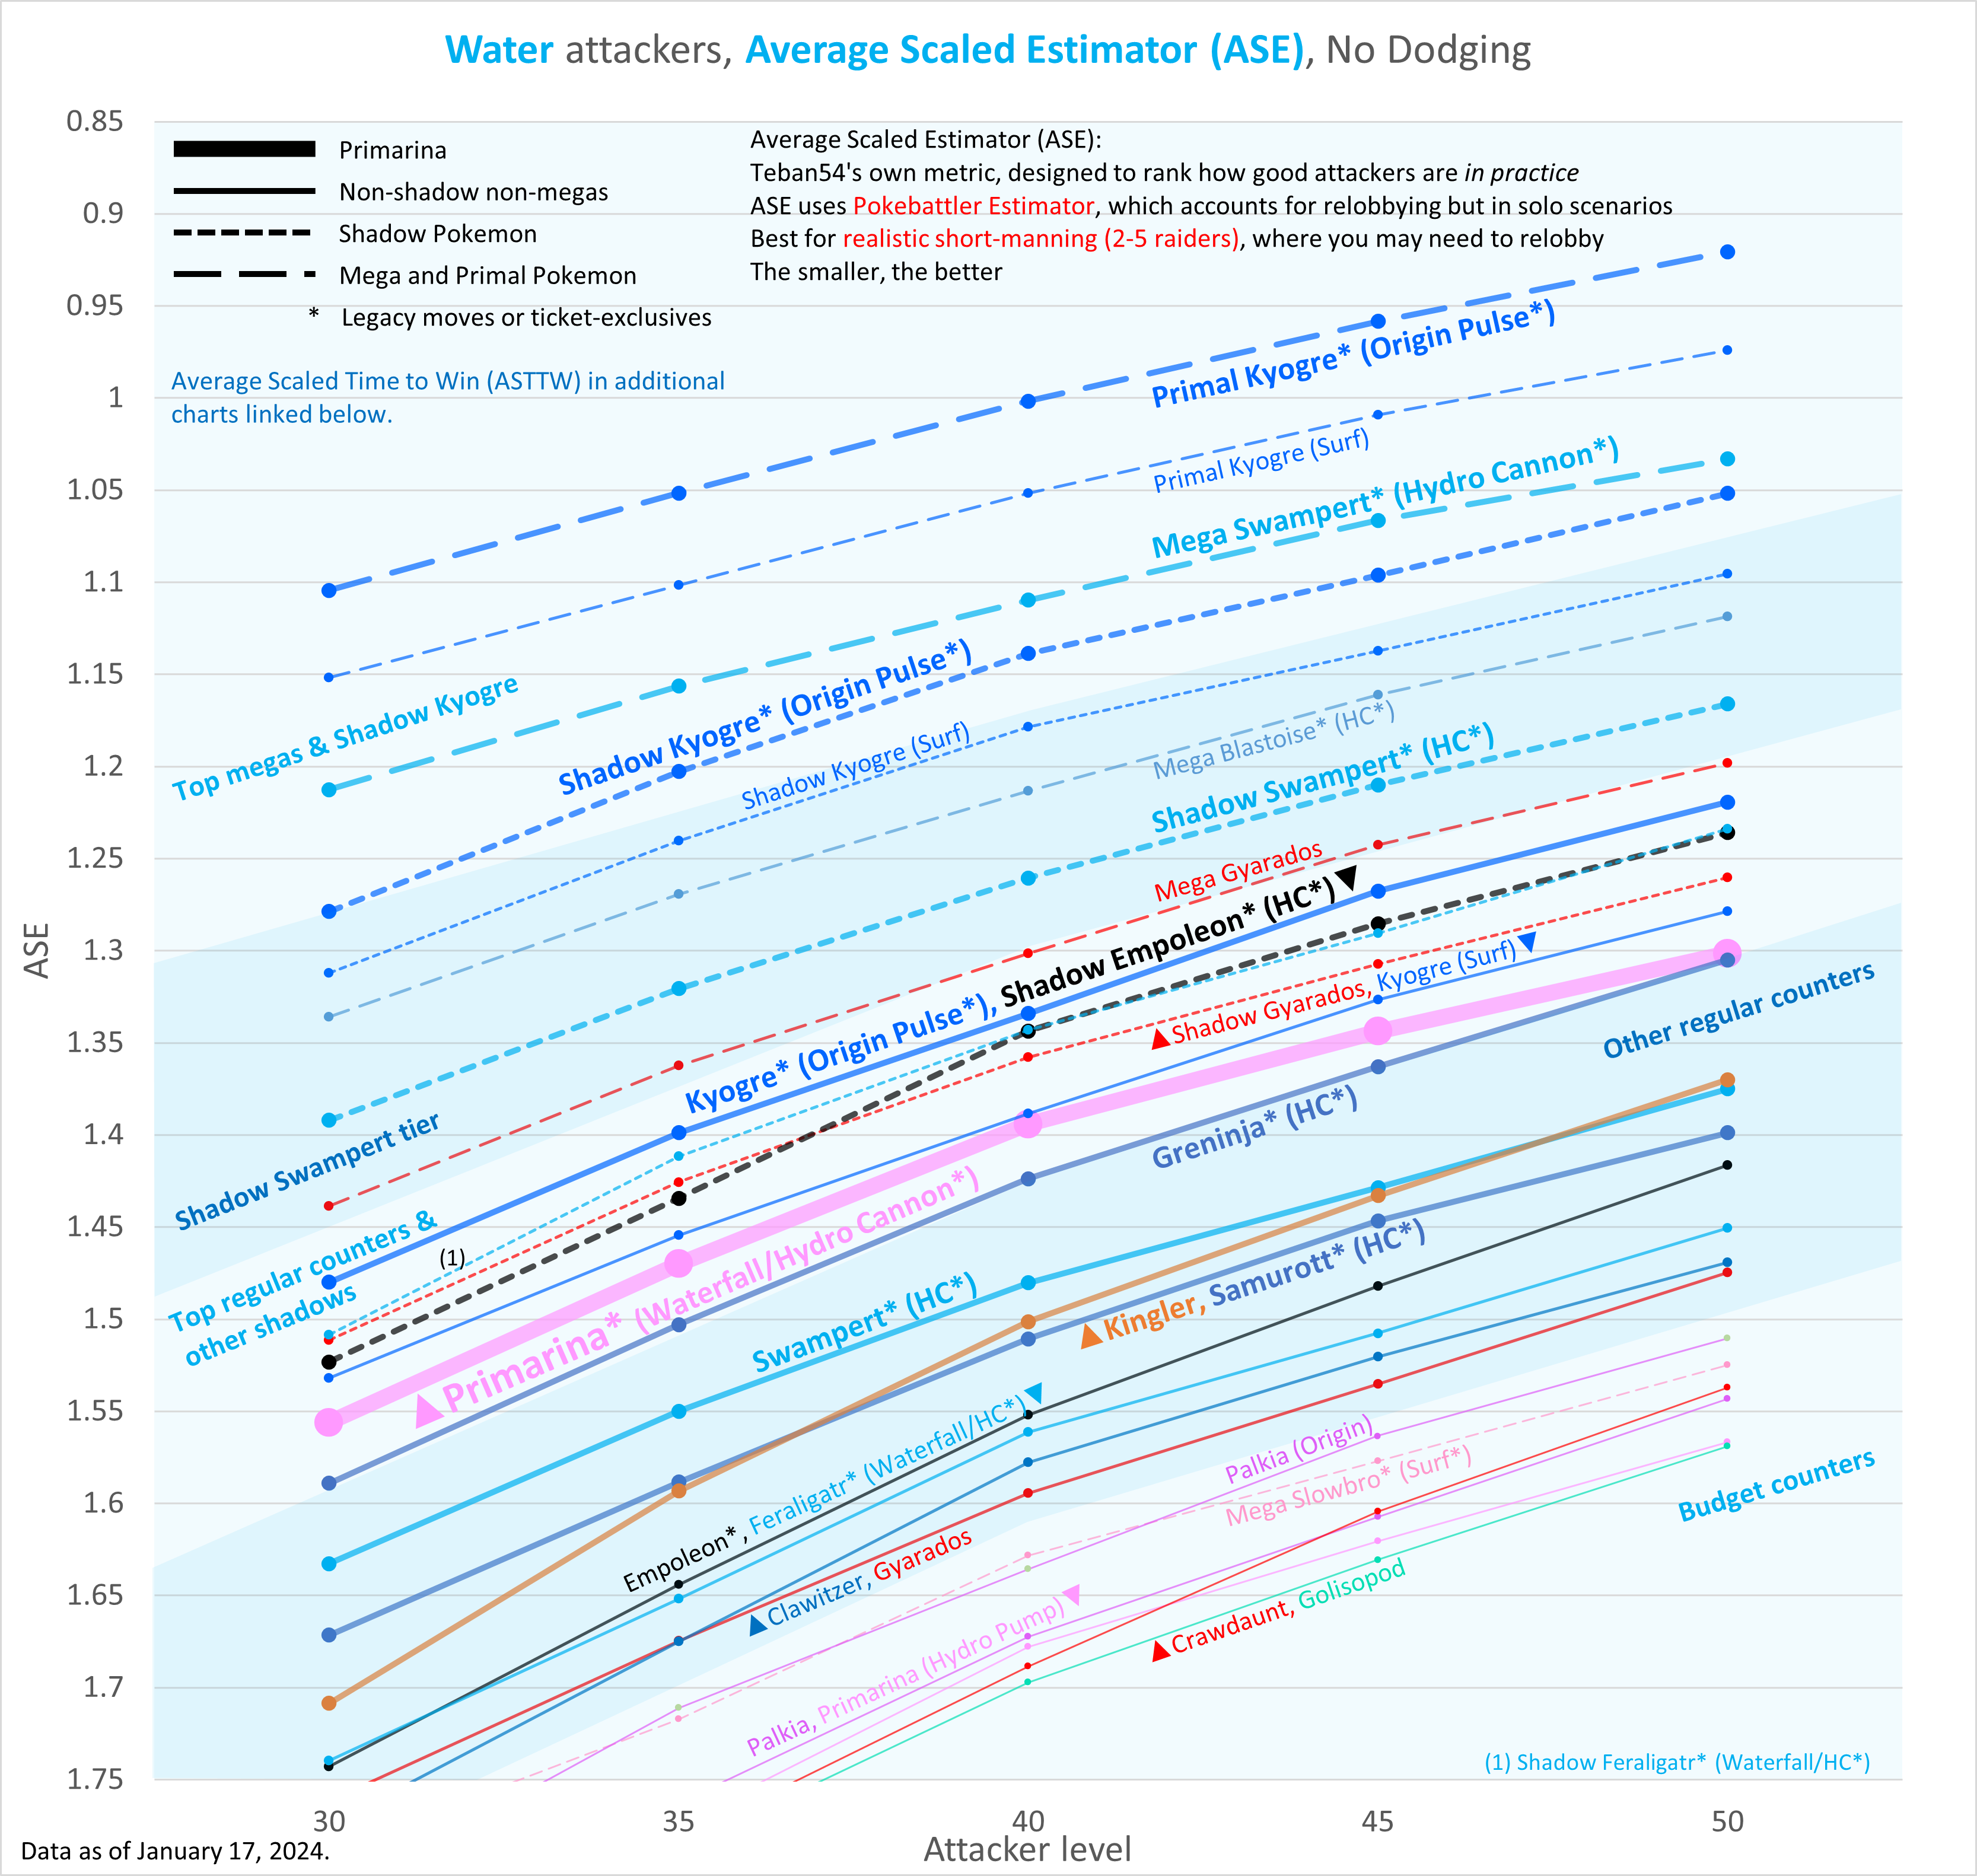 Water attackers, Average Scaled Estimator (ASE), No Dodging
0.85
0.9
0.95
1
1.05
1.1
1.15
1.2
1.25
1.3
1.35
1.4
1.45
1.5
1.55
1.6
1.65
1.7
1.75
ASE
Primarina
Non-shadow non-megas
Shadow Pokemon
Mega and Primal Pokemon
* Legacy moves or ticket-exclusives
Average Scaled Time to Win (ASTTW) in additional
charts linked below.
Average Scaled Estimator (ASE):
Teban54's own metric, designed to rank how good attackers are in practice
ASE uses Pokebattler Estimator, which accounts for relobbying but in solo scenarios
Best for realistic short-manning (2-5 raiders), where you may need to relobby
The smaller, the better
Primal Kyogre* (Origin Pulse*)
Primal Kyogre (Surf)
Mega Swampert* (Hydro Cannon*)
Top megas & Shadow Kyogre
Shadow Kyogre* (Origin Pulse*)
Shadow Kyogre (Surf)
Mega Blastoise* (HC*)
Shadow Swampert* (HC*)
Mega Gyarados
Kyogre* (Origin Pulse*), Shadow Empoleon* (HC*)▼
▲Shadow Gyarados, Kyogre (Surf)▼
Other regular counters
Shadow Swampert tier
Greninja* (HC*)
Top regular counters &
other shadows
(1)
▲Primarina* (Waterfall/Hydro Cannon*)
Swampert* (HC*)
▲Kingler, Samurott* (HC*)
Empoleon*, Feraligatr* (Waterfall/HC*)▼
▲Clawitzer, Gyarados
Palkia (Origin)
Mega Slowbro* (Surf*)
Budget counters
Palkia, Primarina (Hydro Pump)▼
▲Crawdaunt, Golisopod
(1) Shadow Feraligatr* (Waterfall/HC*)
30
35
40
45
50
Attacker level
Data as of January 17, 2024.